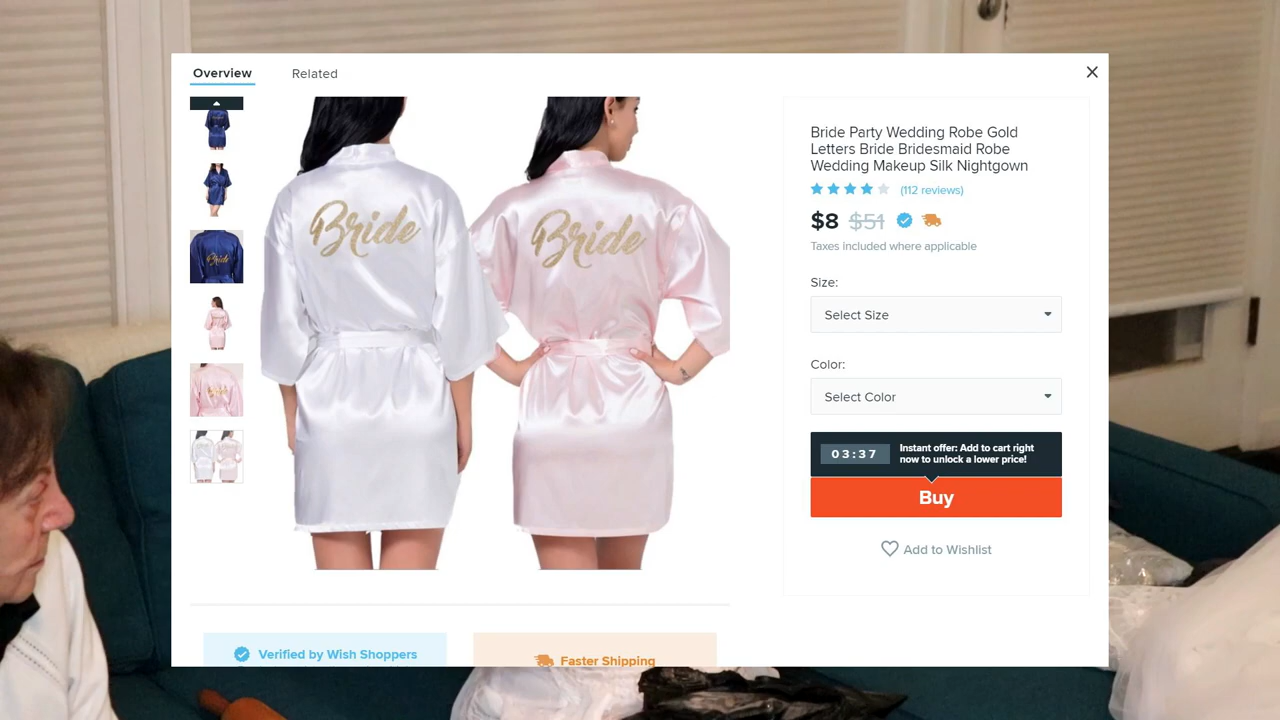 Overview
Related
Bride
Bride
Bride Party Wedding Robe Gold
Letters Bride Bridesmaid Robe
Wedding Makeup Silk Nightgown
(112 reviews)
$8 $51
Taxes included where applicable
Size:
Select Size
Color:
Select Color
03:37
Instant offer: Add to cart right
now to unlock a lower price!
Buy
Add to Wishlist
Verified by Wish Shoppers
Faster Shipping